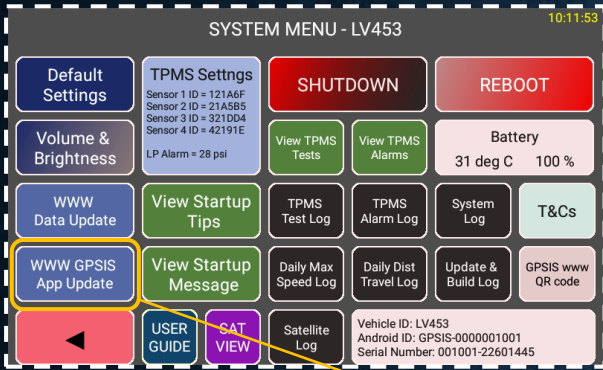 10:11:53
SYSTEM MENU - LV453
Default
Settings
TPMS Settngs
Sensor 1 ID = 121A6F
Sensor 2 ID = 21A5B5
Sensor 3 ID = 321DD4
Sensor 4 ID = 42191E
LP Alarm = 28 psi
SHUTDOWN
REBOOT
Volume &
Brightness
View TPMS
Tests
View TPMS
Alarms
Battery
31 deg C 100 %
WWW
Data Update
View Startup
Tips
TPMS
Test Log
TPMS
Alarm Log
System
Log
T&Cs
WWW GPSIS
App Update
View Startup
Message
Daily Max
Speed Log
Daily Dist
Travel Log
Update &
Build Log
GPSIS www
QR code
USER
GUIDE
SAT
VIEW
Satellite
Log
Vehicle ID: LV453
Android ID: GPSIS-0000001001
Serial Number: 001001-22601445